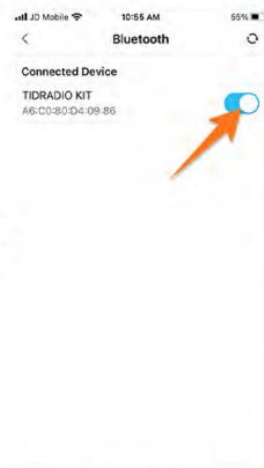 JD Mobile 10:55 AM 55%
Bluetooth
Connected Device
TIDRADIO KIT
A6:C0:80:D4:09:86